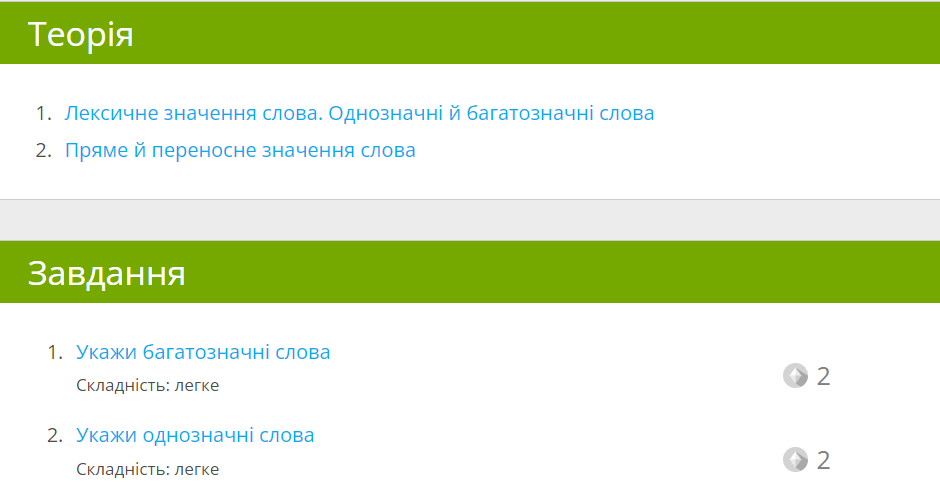 Теорія
1. Лексичне значення слова. Однозначні й багатозначні слова
2. Пряме й переносне значення слова
Завдання
1. Укажи багатозначні слова
Складність: легке
2
2. Укажи однозначні слова
Складність: легке
2